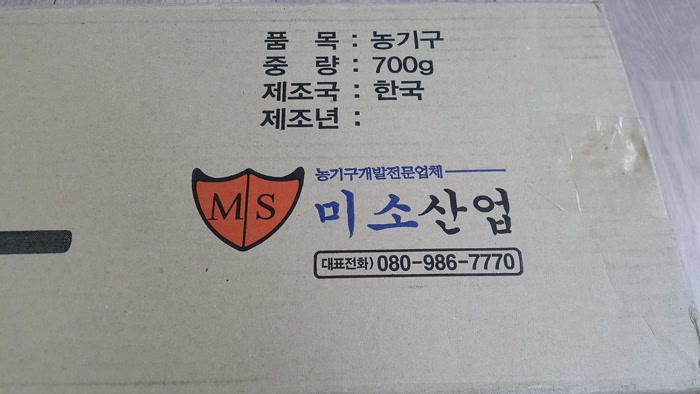 품 목 : 농기구
중 량 : 700g
제조국 : 한국
제조년 :
농기구개발전문업체
MS 미소산업
대표전화) 080-986-7770